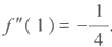 f″( 1 ) = −1/4